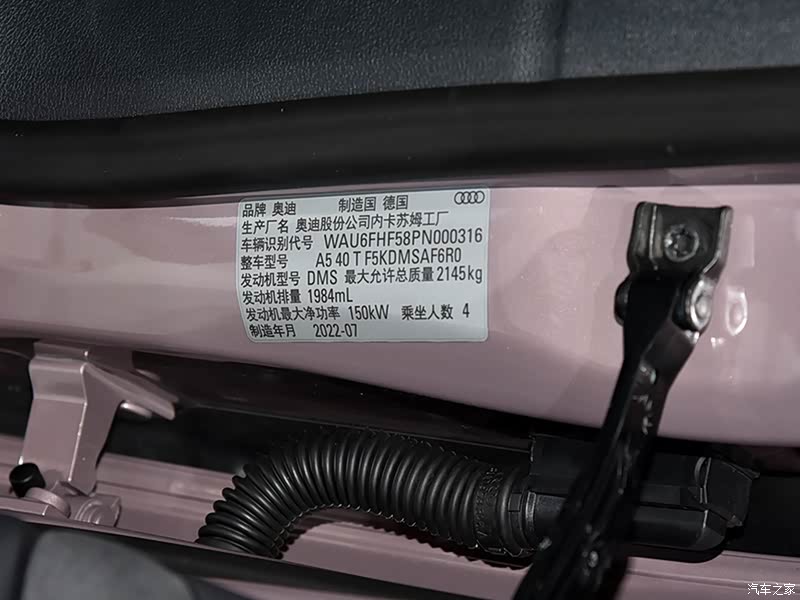 品牌 奥迪 制造国 德国
生产厂名 奥迪股份公司内卡苏姆工厂
车辆识别代号 WAU6FHF58PN000316
整车型号 A5 40 T F5KDMSAF6R0
发动机型号 DMS 最大允许总质量 2145kg
发动机排量 1984mL
发动机最大净功率 150kW 乘坐人数 4
制造年月 2022-07
汽车之家